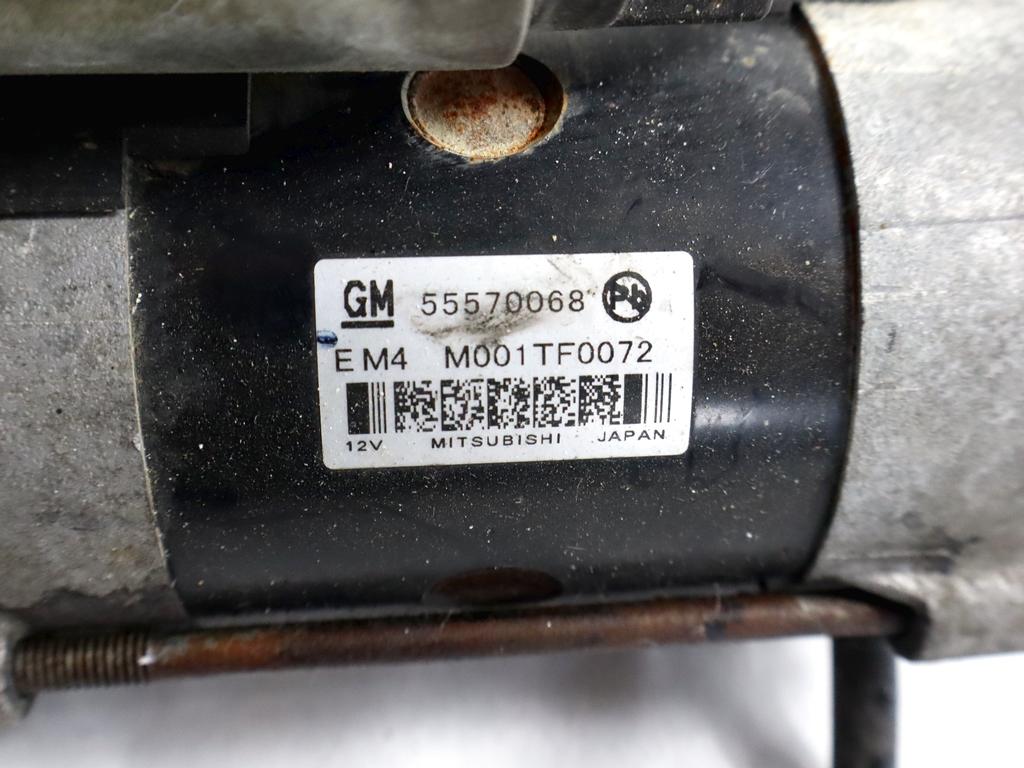 GM 55570068 Pb
EM4 M001TF0072
12V MITSUBISHI JAPAN